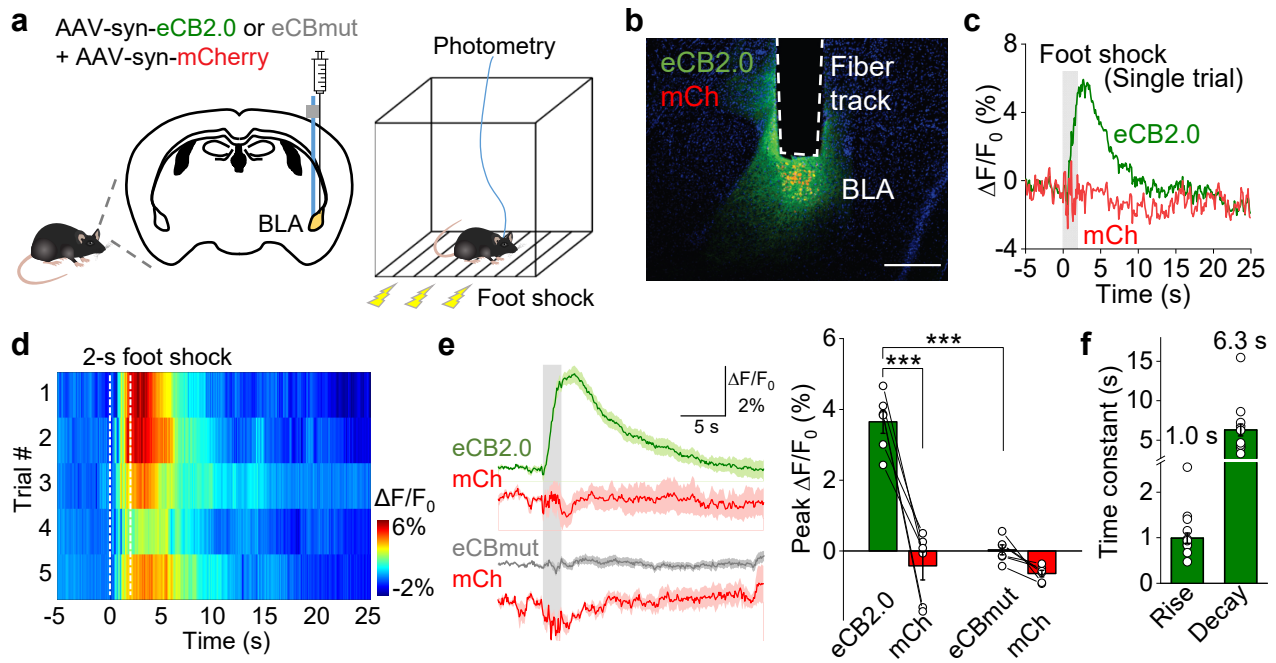 a
AAV-syn-eCB2.0 or eCBmut
+ AAV-syn-mCherry
BLA
Photometry
Foot shock
b
eCB2.0
mCh
Fiber
track
BLA
c
Foot shock
(Single trial)
eCB2.0
mCh
ΔF/F0 (%)
8
4
0
-4
-5 0 5 10 15 20 25
Time (s)
d
2-s foot shock
Trial #
1
2
3
4
5
-5 0 5 10 15 20 25
Time (s)
ΔF/F0
6%
-2%
e
eCB2.0
mCh
eCBmut
mCh
ΔF/F0
2%
5 s
Peak ΔF/F0 (%)
6
4
2
0
-2
***
***
eCB2.0
mCh
eCBmut
mCh
f
Time constant (s)
15
10
5
2
1
0
1.0 s
6.3 s
Rise
Decay